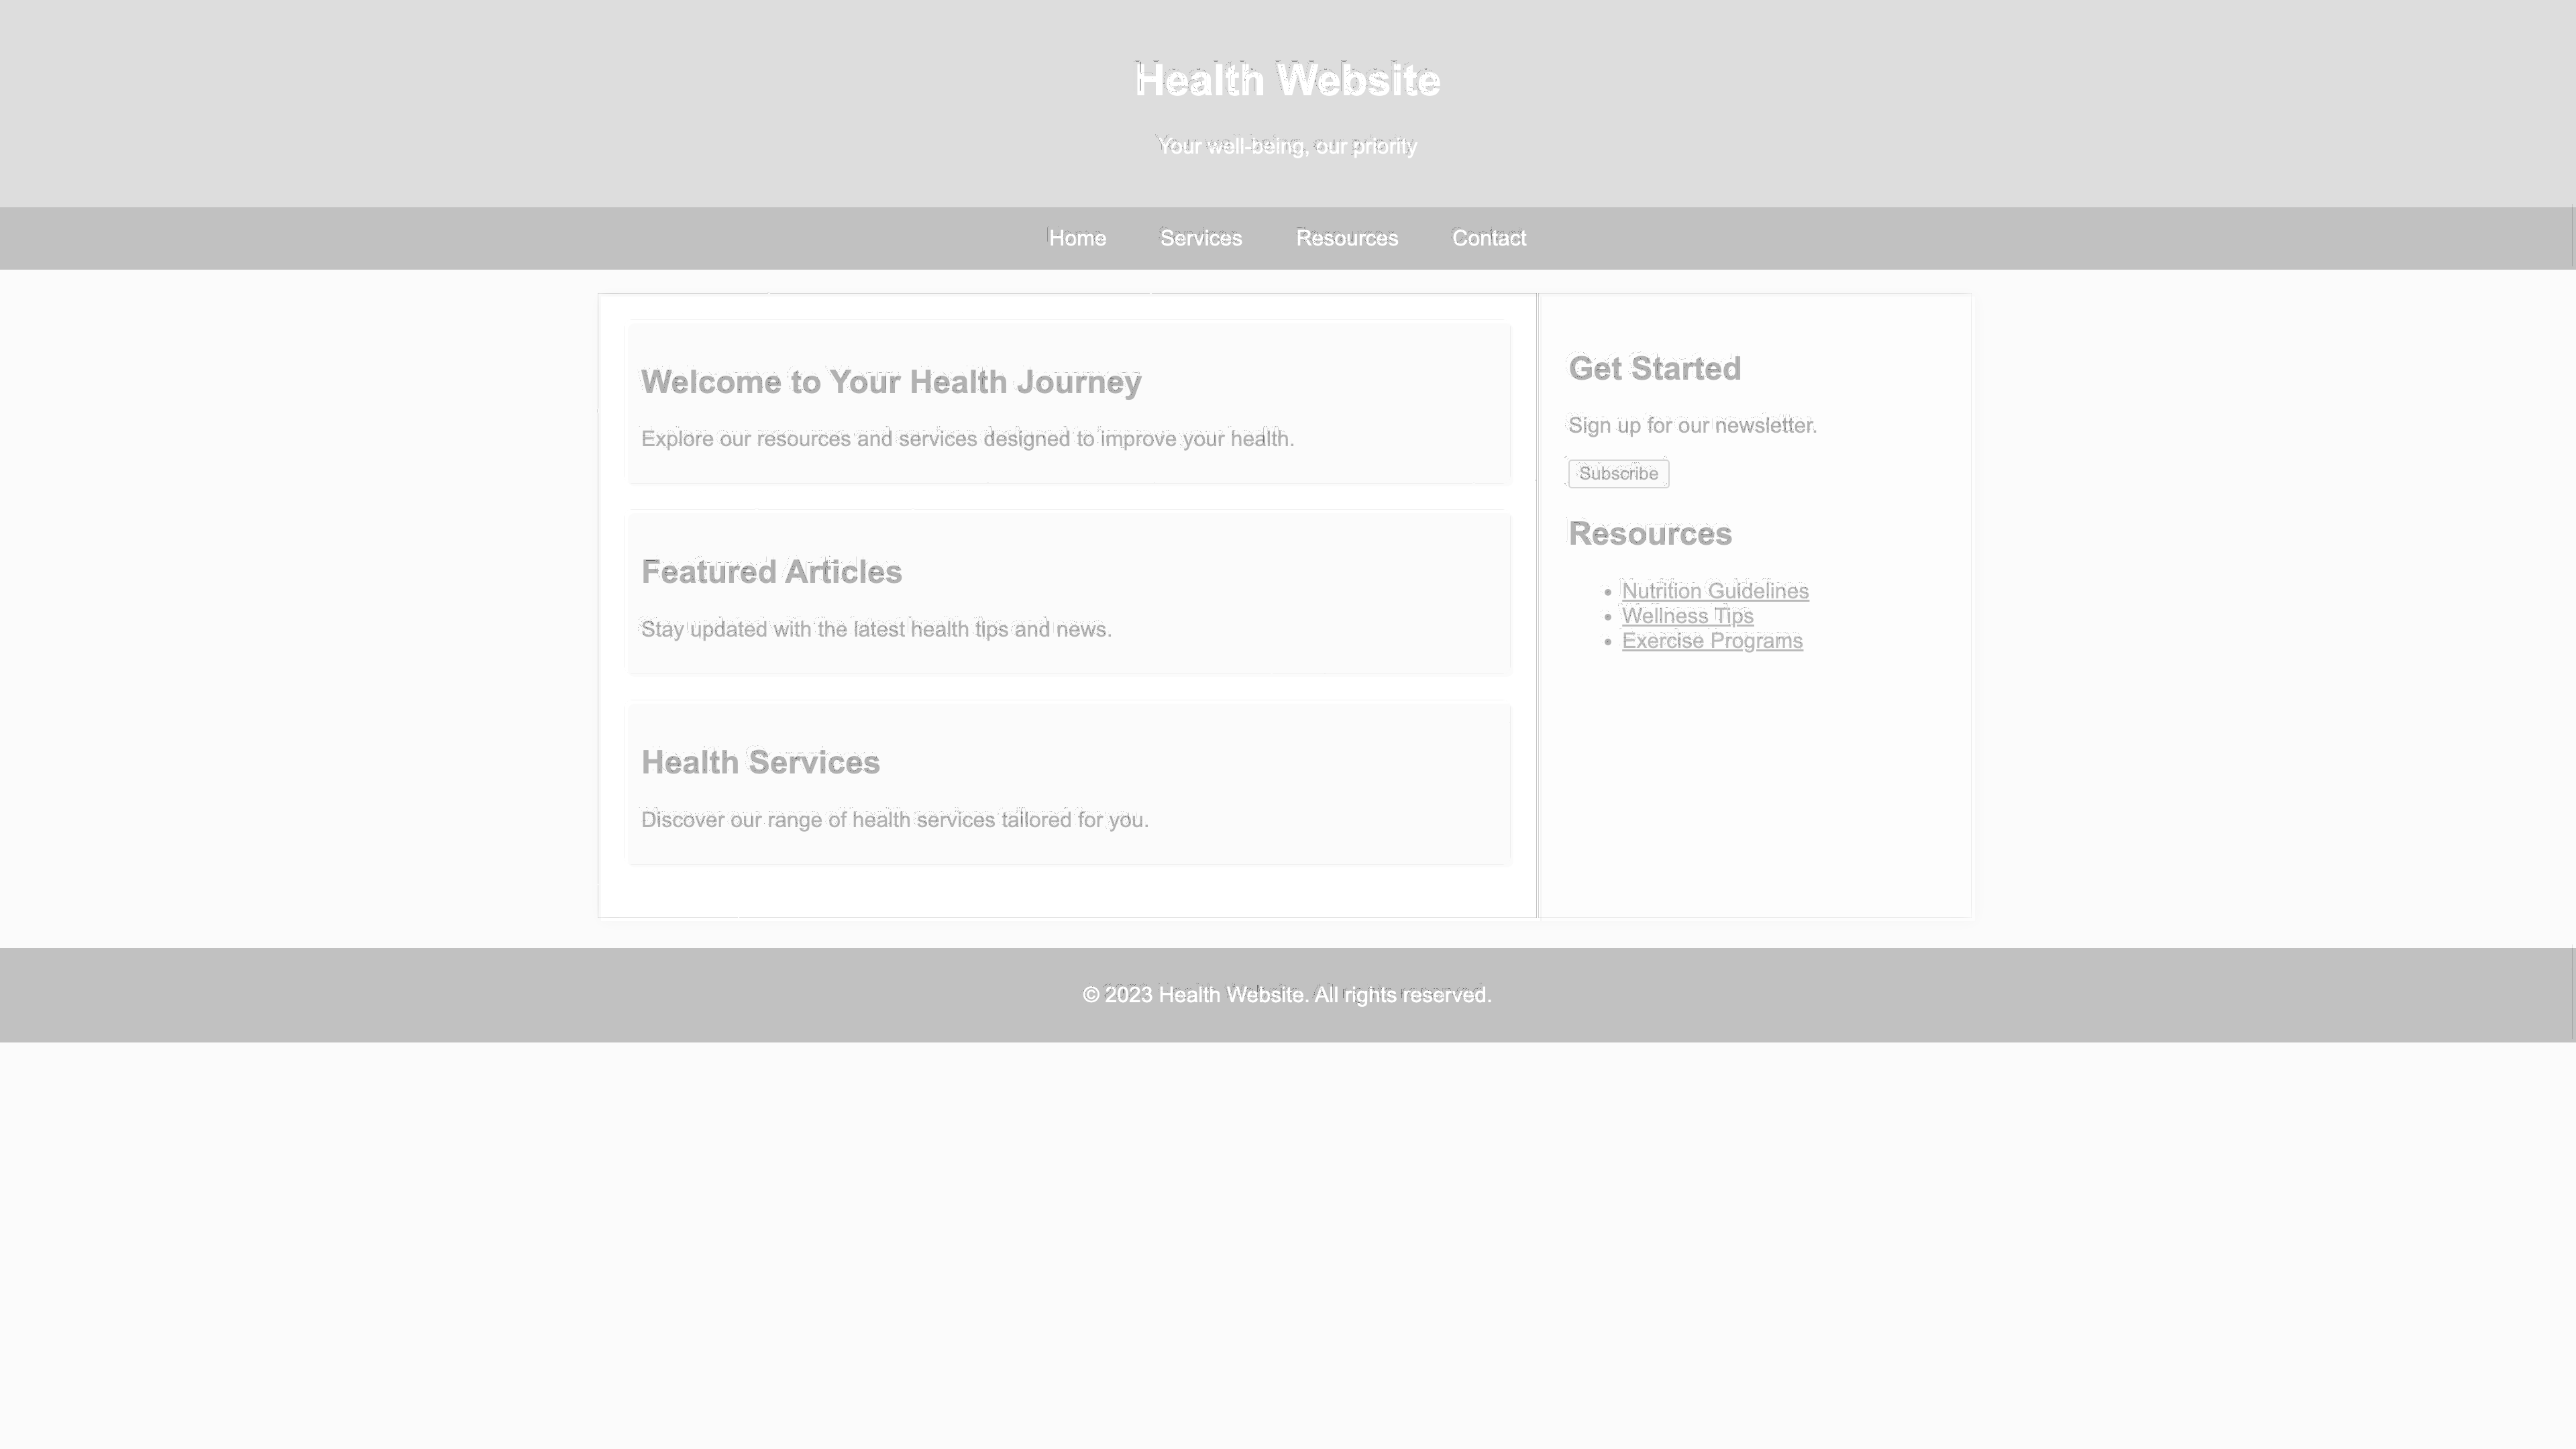 Health Website
Your well-being, our priority
Home Services Resources Contact
Welcome to Your Health Journey
Explore our resources and services designed to improve your health.
Featured Articles
Stay updated with the latest health tips and news.
Health Services
Discover our range of health services tailored for you.
Get Started
Sign up for our newsletter.
Subscribe
Resources
• Nutrition Guidelines
• Wellness Tips
• Exercise Programs
© 2023 Health Website. All rights reserved.